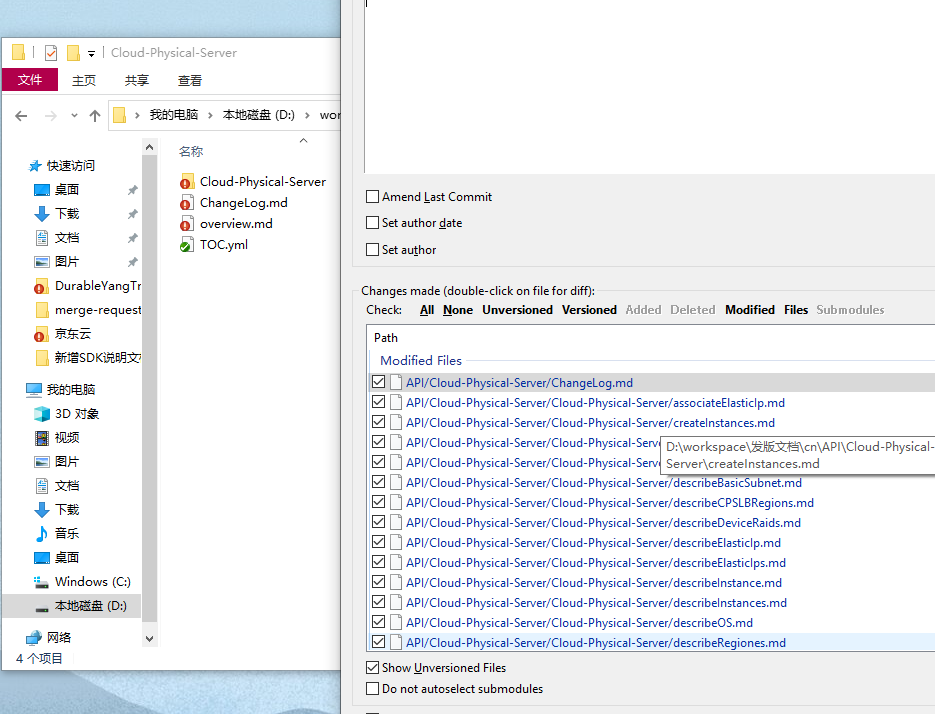 Cloud-Physical-Server
文件
主页
共享
查看
我的电脑
本地磁盘 (D:)
wor
快速访问
桌面
下载
文档
图片
DurableYangTr
merge-request
京东云
新增SDK说明文
我的电脑
3D 对象
视频
图片
文档
下载
音乐
桌面
Windows (C:)
本地磁盘 (D:)
网络
4 个项目
名称
Cloud-Physical-Server
ChangeLog.md
overview.md
TOC.yml
Amend Last Commit
Set author date
Set author
Changes made (double-click on file for diff):
Check: All None Unversioned Versioned Added Deleted Modified Files Submodules
Path
Modified Files
API/Cloud-Physical-Server/ChangeLog.md
API/Cloud-Physical-Server/Cloud-Physical-Server/associateElasticIp.md
API/Cloud-Physical-Server/Cloud-Physical-Server/createInstances.md
API/Cloud-Physical-Server/Cloud-Physical-Server/
D:\workspace\发版文档\cn\API\Cloud-Physical-
API/Cloud-Physical-Server/Cloud-Physical-Server/
Server\createInstances.md
API/Cloud-Physical-Server/Cloud-Physical-Server/describeBasicSubnet.md
API/Cloud-Physical-Server/Cloud-Physical-Server/describeCPSLBRegions.md
API/Cloud-Physical-Server/Cloud-Physical-Server/describeDeviceRaids.md
API/Cloud-Physical-Server/Cloud-Physical-Server/describeElasticIp.md
API/Cloud-Physical-Server/Cloud-Physical-Server/describeElasticIps.md
API/Cloud-Physical-Server/Cloud-Physical-Server/describeInstance.md
API/Cloud-Physical-Server/Cloud-Physical-Server/describeInstances.md
API/Cloud-Physical-Server/Cloud-Physical-Server/describeOS.md
API/Cloud-Physical-Server/Cloud-Physical-Server/describeRegiones.md
Show Unversioned Files
Do not autoselect submodules